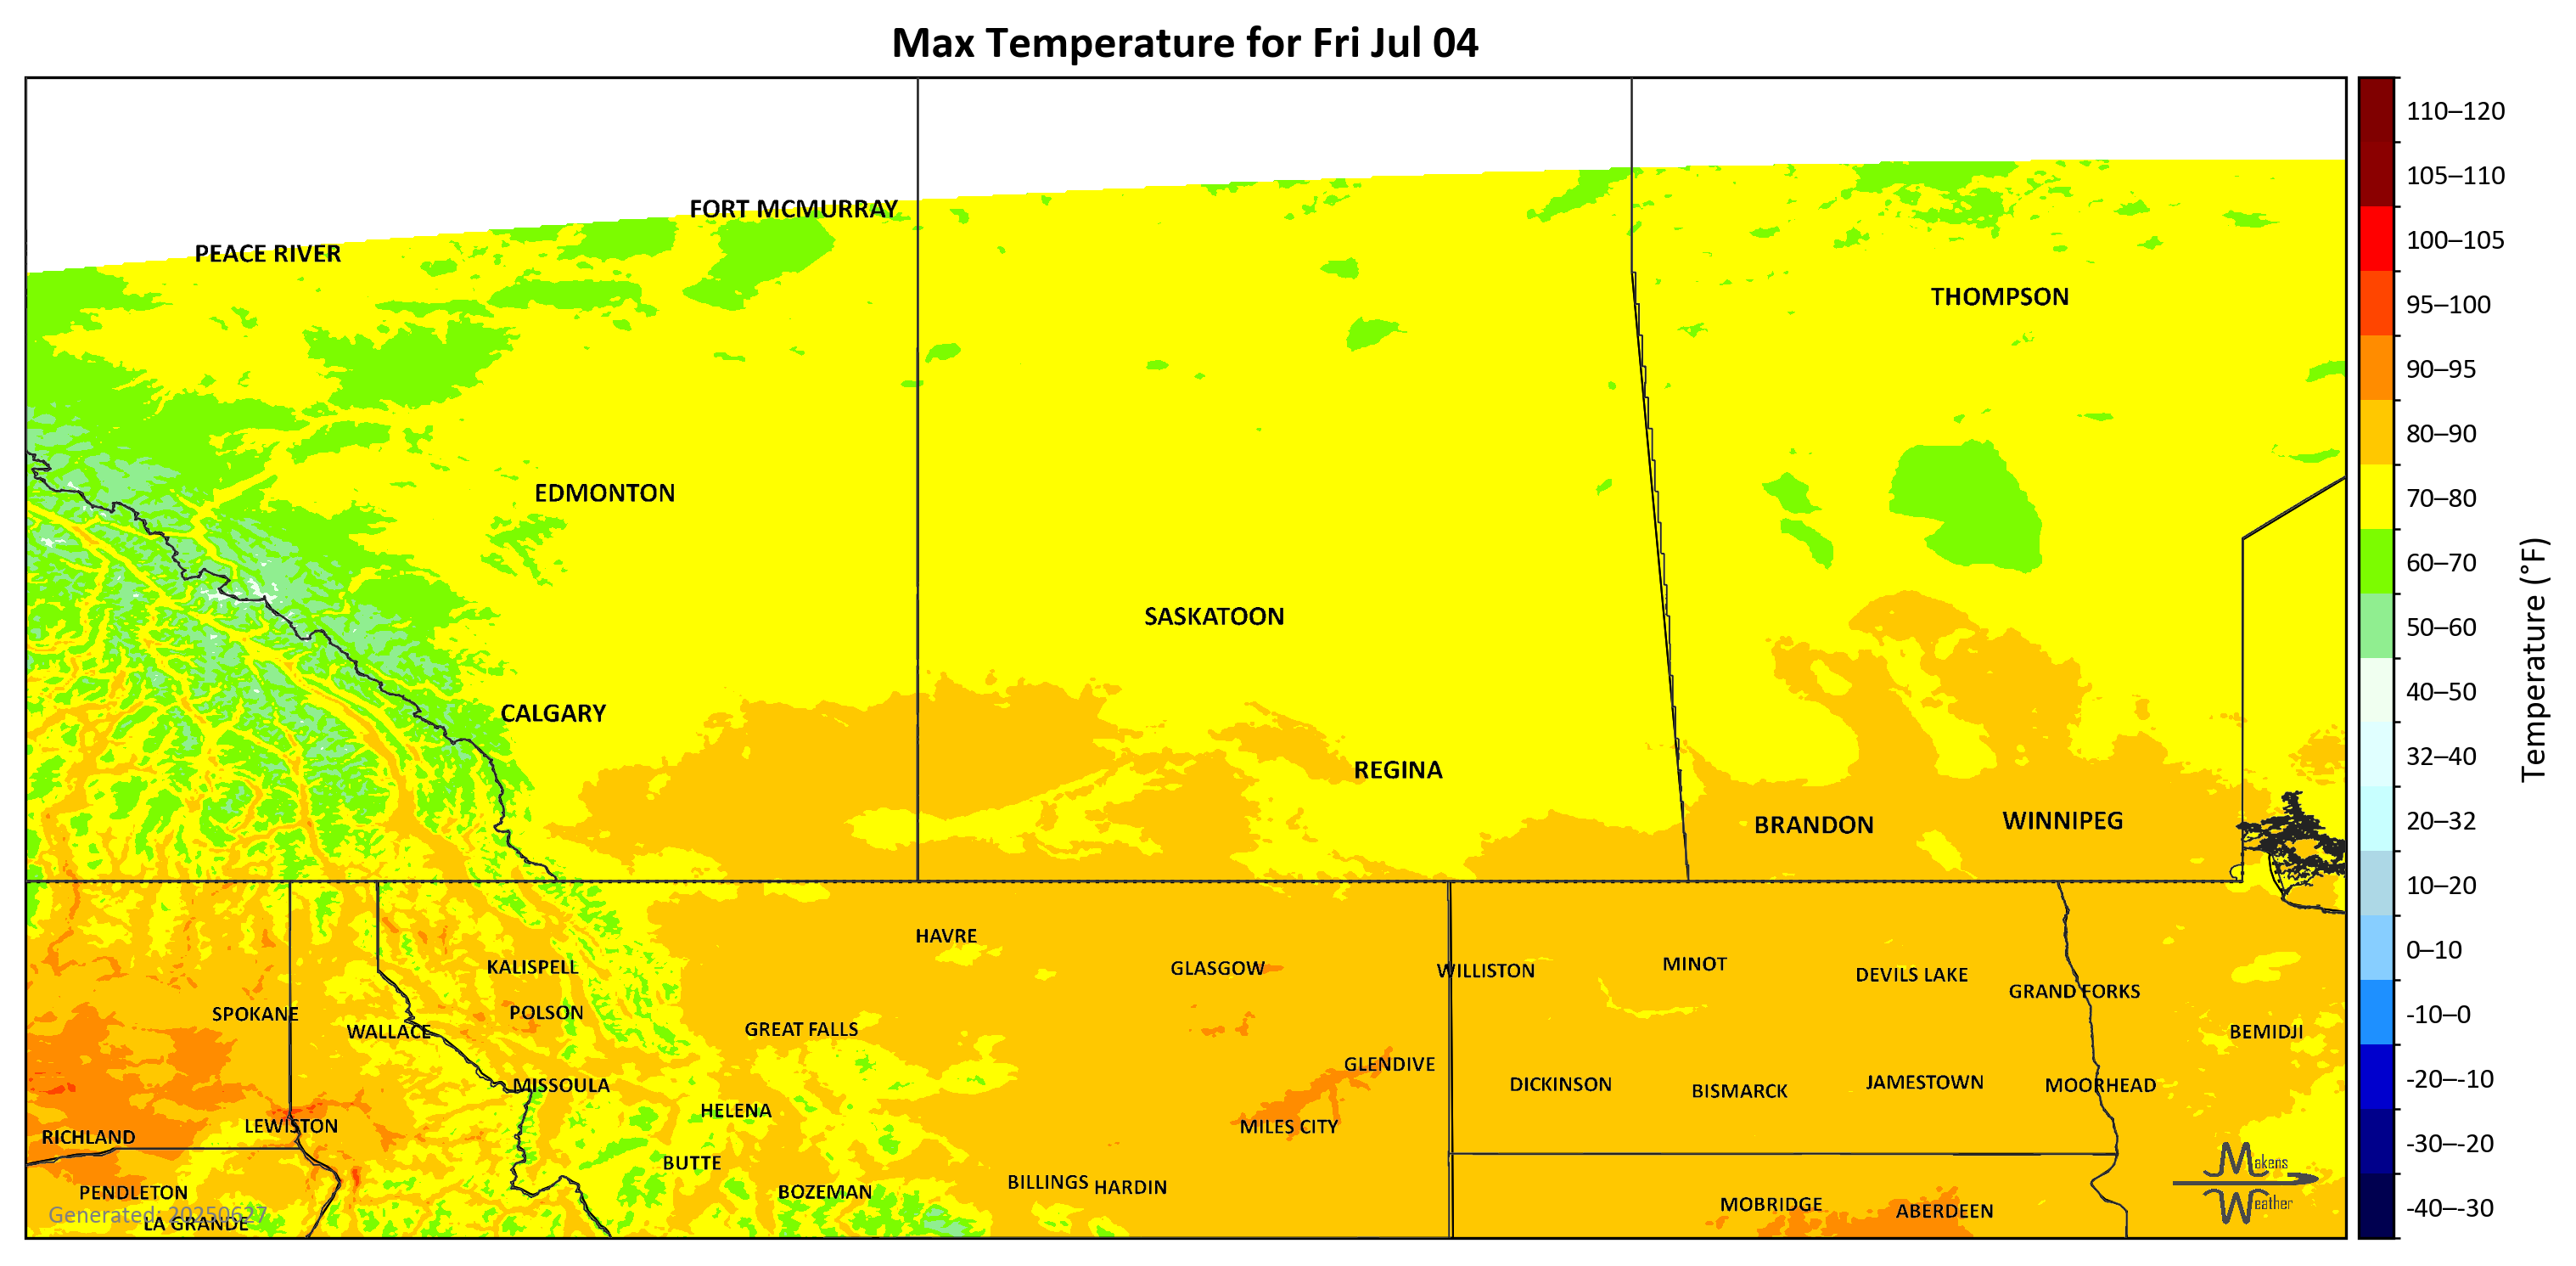 Max Temperature for Fri Jul 04
FORT MCMURRAY
PEACE RIVER
THOMPSON
EDMONTON
SASKATOON
CALGARY
REGINA
BRANDON
WINNIPEG
HAVRE
KALISPELL
GLASGOW
WILLISTON
MINOT
DEVILS LAKE
GRAND FORKS
SPOKANE
POLSON
WALLACE
GREAT FALLS
BEMIDJI
GLENDIVE
MISSOULA
DICKINSON
BISMARCK
JAMESTOWN
MOORHEAD
HELENA
LEWISTON
MILES CITY
RICHLAND
BUTTE
PENDLETON
BOZEMAN
BILLINGS
HARDIN
MOBRIDGE
ABERDEEN
Generated: 20250627
LA GRANDE
Makens
Weather
110–120
105–110
100–105
95–100
90–95
80–90
70–80
60–70
50–60
40–50
32–40
20–32
10–20
0–10
-10–0
-20–-10
-30–-20
-40–-30
Temperature (°F)